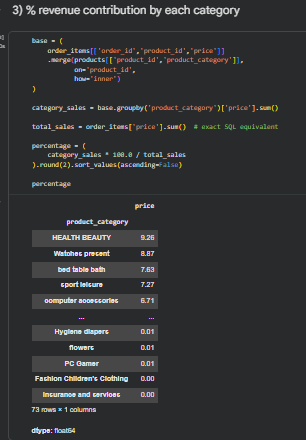 3) % revenue contribution by each category
base = (
order_items[['order_id','product_id','price']]
.merge(products[['product_id','product_category']],
on='product_id',
how='inner')
)
category_sales = base.groupby('product_category')['price'].sum()
total_sales = order_items['price'].sum() # exact SQL equivalent
percentage = (
category_sales * 100.0 / total_sales
).round(2).sort_values(ascending=False)
percentage
price
product_category
HEALTH BEAUTY 9.26
Watches present 8.87
bed table bath 7.63
sport leisure 7.27
computer accessories 6.71
... ...
Hygiene diapers 0.01
flowers 0.01
PC Gamer 0.01
Fashion Children's Clothing 0.00
insurance and services 0.00
73 rows × 1 columns
dtype: float64